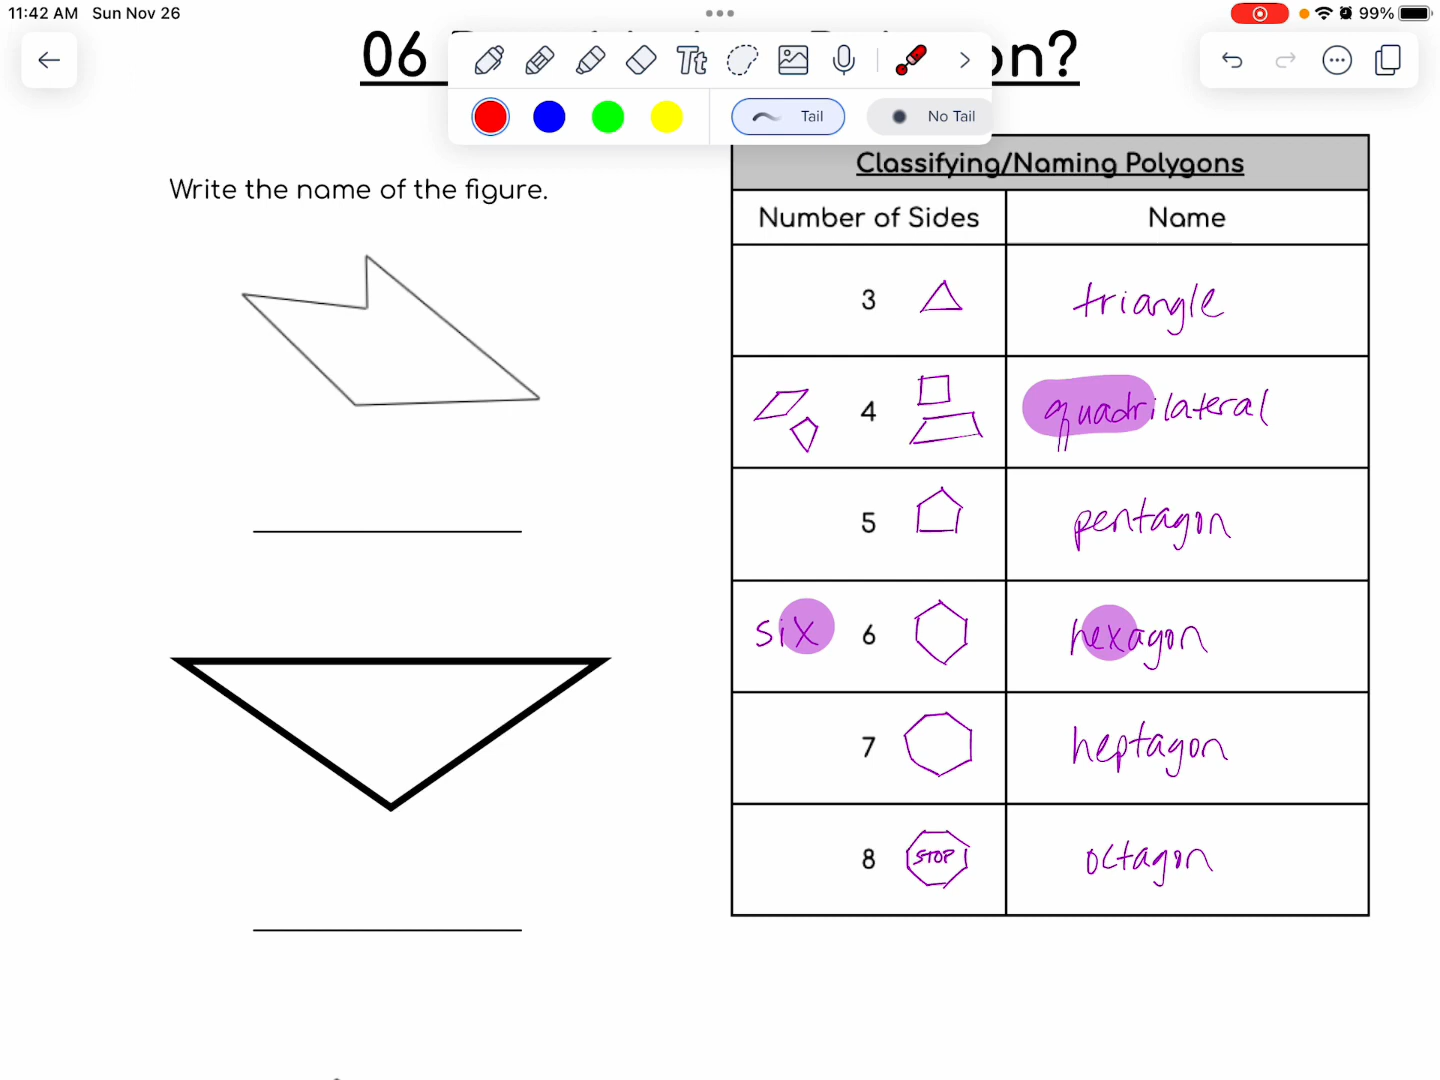 11:42 AM Sun Nov 26
99%
06
on?
Tt
Tail
No Tail
Write the name of the figure.
Classifying/Naming Polygons
Number of Sides Name
3 triangle
4 quadrilateral
5 pentagon
six 6 hexagon
7 heptagon
8 STOP octagon